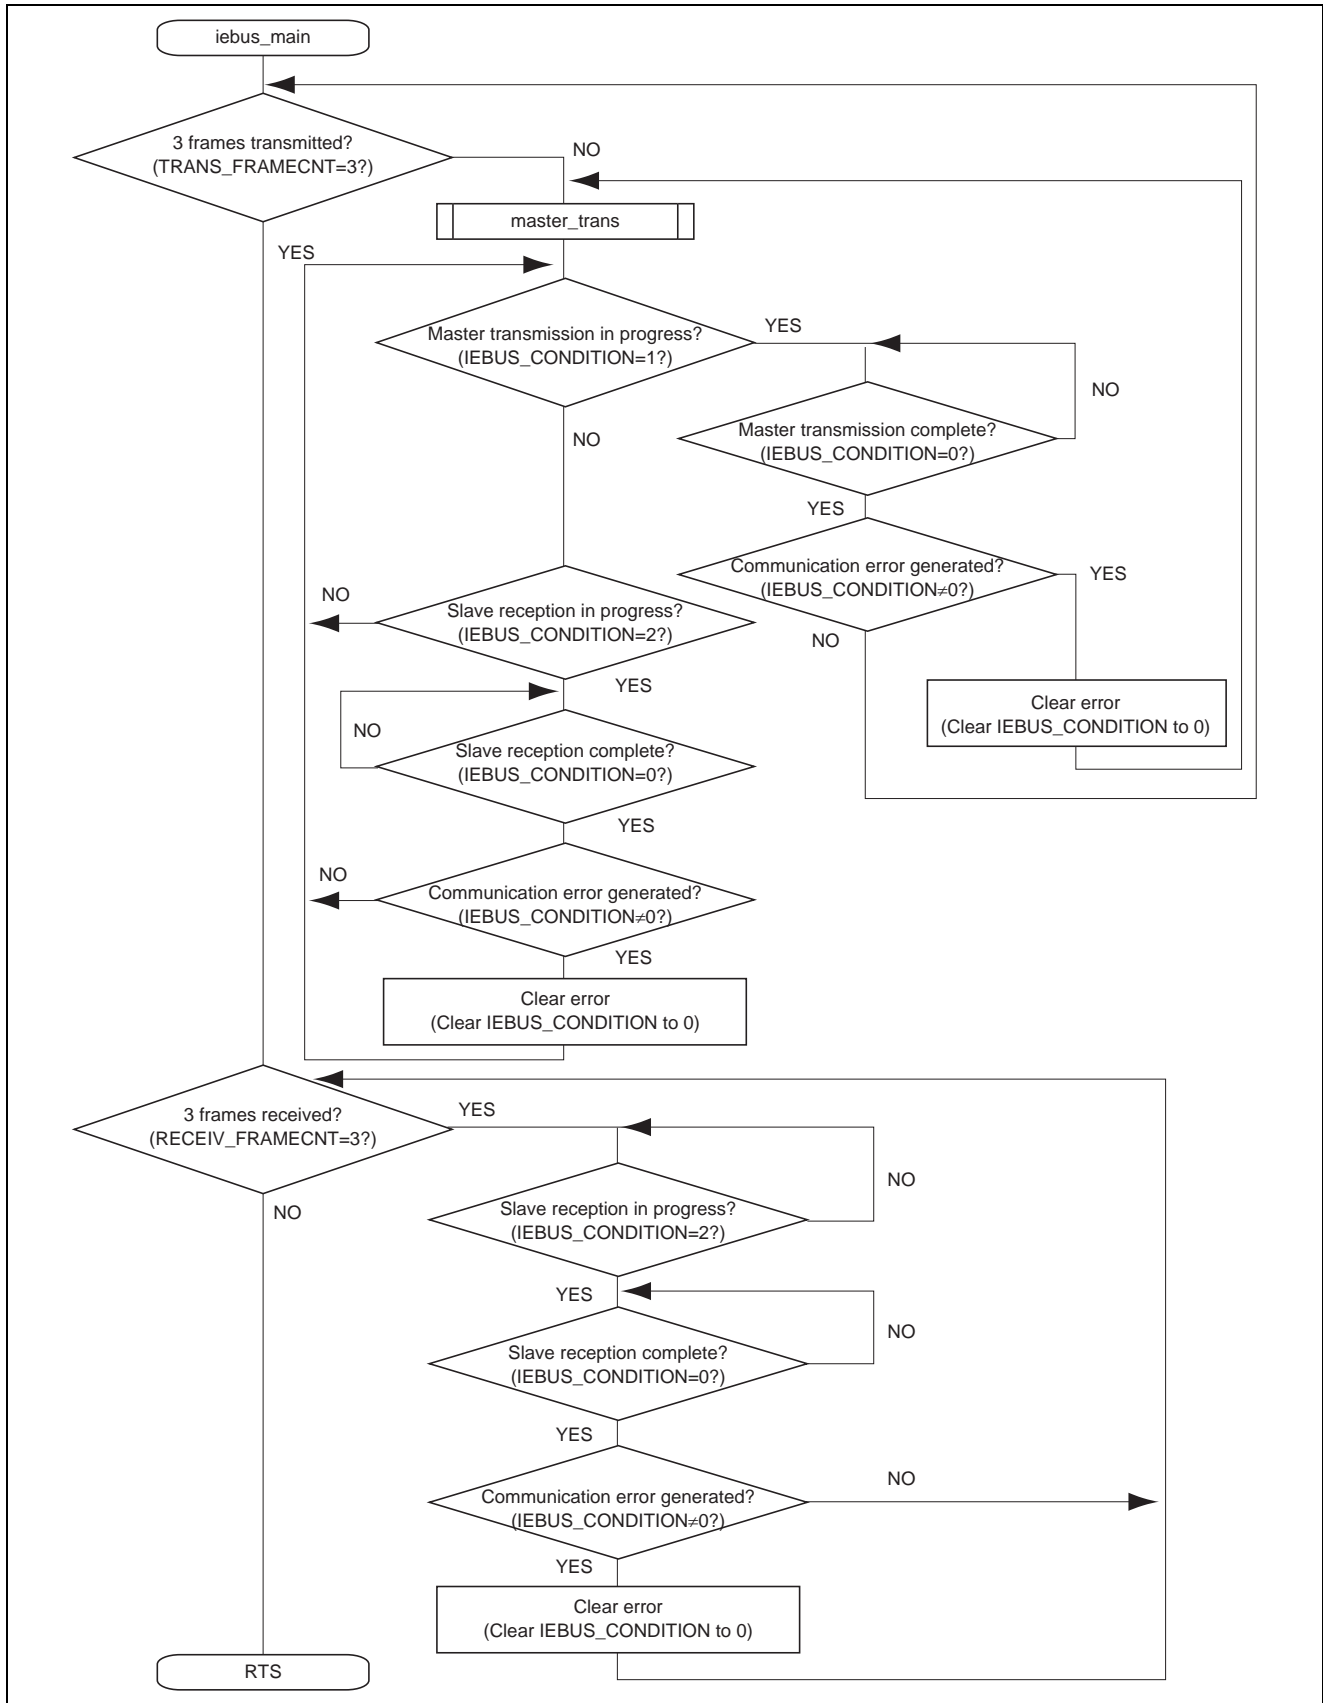 iebus_main
3 frames transmitted?
(TRANS_FRAMECNT=3?)
NO
master_trans
YES
Master transmission in progress?
(IEBUS_CONDITION=1?)
YES
NO
Master transmission complete?
(IEBUS_CONDITION=0?)
NO
YES
Communication error generated?
(IEBUS_CONDITION≠0?)
YES
NO
Clear error
(Clear IEBUS_CONDITION to 0)
NO
Slave reception in progress?
(IEBUS_CONDITION=2?)
YES
NO
Slave reception complete?
(IEBUS_CONDITION=0?)
YES
NO
Communication error generated?
(IEBUS_CONDITION≠0?)
YES
Clear error
(Clear IEBUS_CONDITION to 0)
3 frames received?
(RECEIV_FRAMECNT=3?)
YES
NO
NO
Slave reception in progress?
(IEBUS_CONDITION=2?)
YES
NO
Slave reception complete?
(IEBUS_CONDITION=0?)
YES
NO
Communication error generated?
(IEBUS_CONDITION≠0?)
YES
Clear error
(Clear IEBUS_CONDITION to 0)
RTS